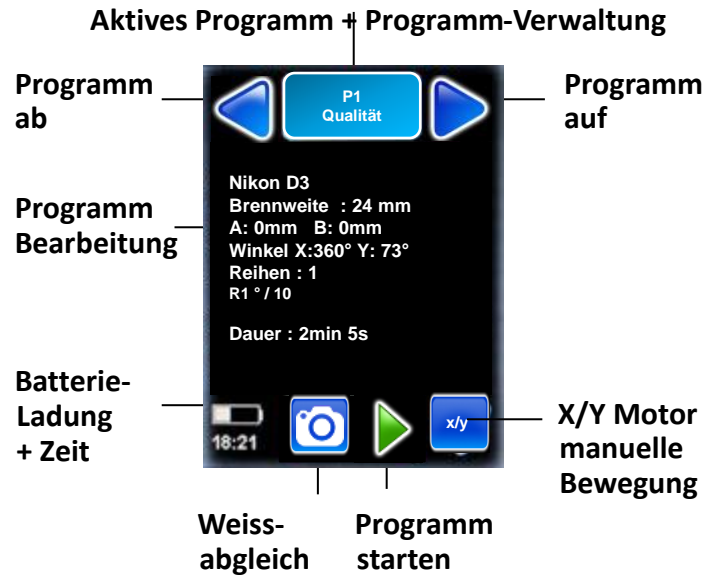 Aktives Programm + Programm-Verwaltung
Programm
ab
P1
Qualität
Programm
auf
Programm
Bearbeitung
Nikon D3
Brennweite : 24 mm
A: 0mm B: 0mm
Winkel X:360° Y: 73°
Reihen : 1
R1 ° / 10
Dauer : 2min 5s
Batterie-
Ladung
+ Zeit
18:21
x/y
X/Y Motor
manuelle
Bewegung
Weiss-
abgleich
Programm
starten